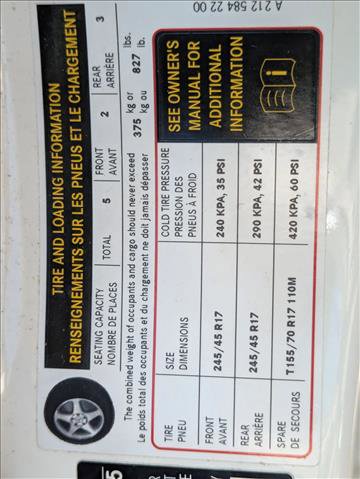 TIRE AND LOADING INFORMATION
RENSEIGNEMENTS SUR LES PNEUS ET LE CHARGEMENT
SEATING CAPACITY TOTAL 5 FRONT 2 REAR 3
NOMBRE DE PLACES AVANT ARRIÈRE
The combined weight of occupants and cargo should never exceed 375 kg or 827 lbs.
Le poids total des occupants et du chargement ne doit jamais dépasser kg ou lb.
TIRE SIZE COLD TIRE PRESSURE
PNEU DIMENSIONS PRESSION DES
PNEUS À FROID
FRONT 245/45 R17 240 KPA, 35 PSI
AVANT
REAR 245/45 R17 290 KPA, 42 PSI
ARRIÈRE
SPARE T155/70 R17 110M 420 KPA, 60 PSI
DE SECOURS
SEE OWNER'S
MANUAL FOR
ADDITIONAL
INFORMATION
A 212 584 22 00